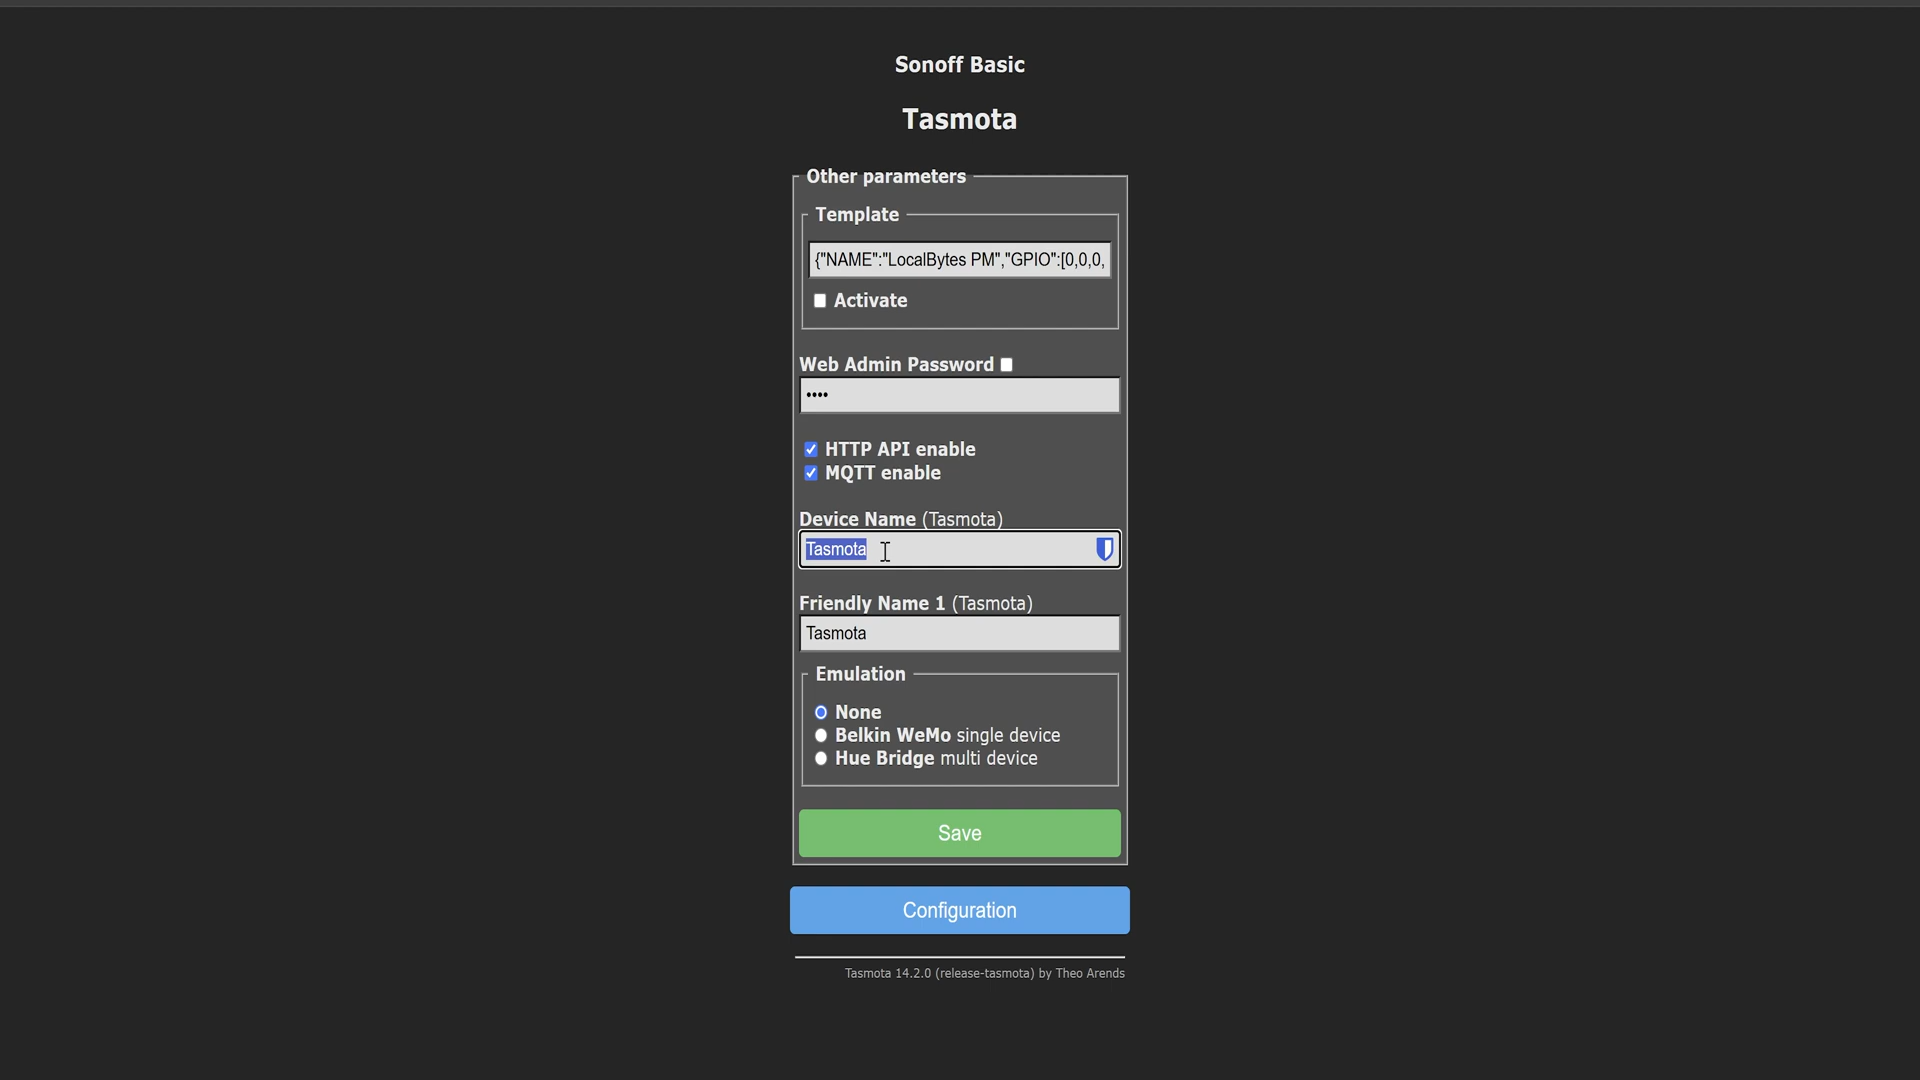 Sonoff Basic
Tasmota
Other parameters
Template
{"NAME":"LocalBytes PM","GPIO":[0,0,0,
Activate
Web Admin Password
••••
HTTP API enable
MQTT enable
Device Name (Tasmota)
Tasmota
Friendly Name 1 (Tasmota)
Tasmota
Emulation
None
Belkin WeMo single device
Hue Bridge multi device
Save
Configuration
Tasmota 14.2.0 (release-tasmota) by Theo Arends